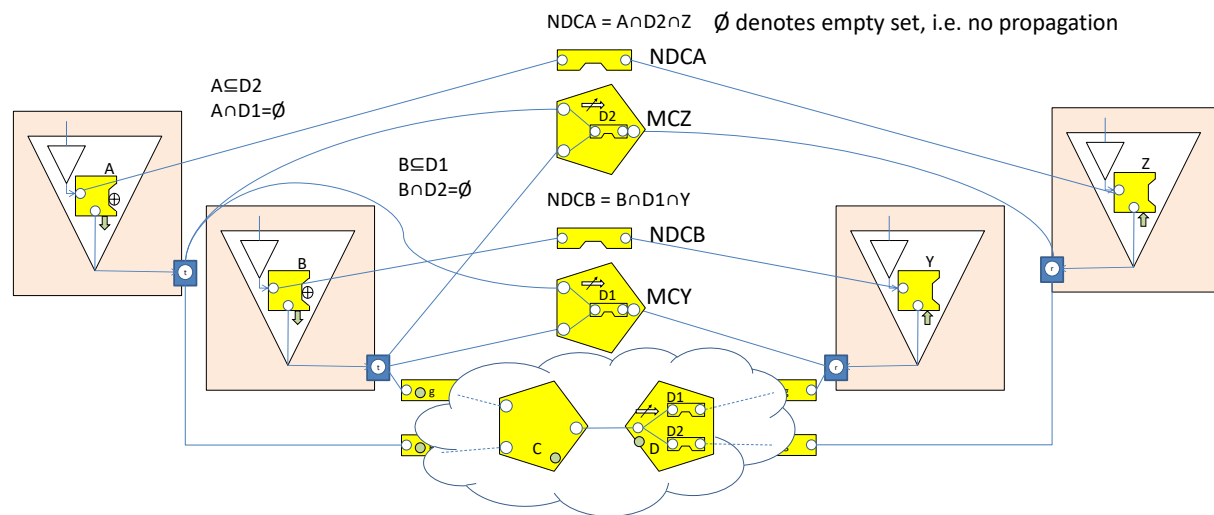 NDCA = A∩D2∩Z
Ø denotes empty set, i.e. no propagation
NDCA
A⊆D2
A∩D1=Ø
D2
MCZ
B⊆D1
B∩D2=Ø
NDCB = B∩D1∩Y
A
Z
NDCB
B
Y
t
r
D1
MCY
t
r
g
g
D1
D2
C
D
g